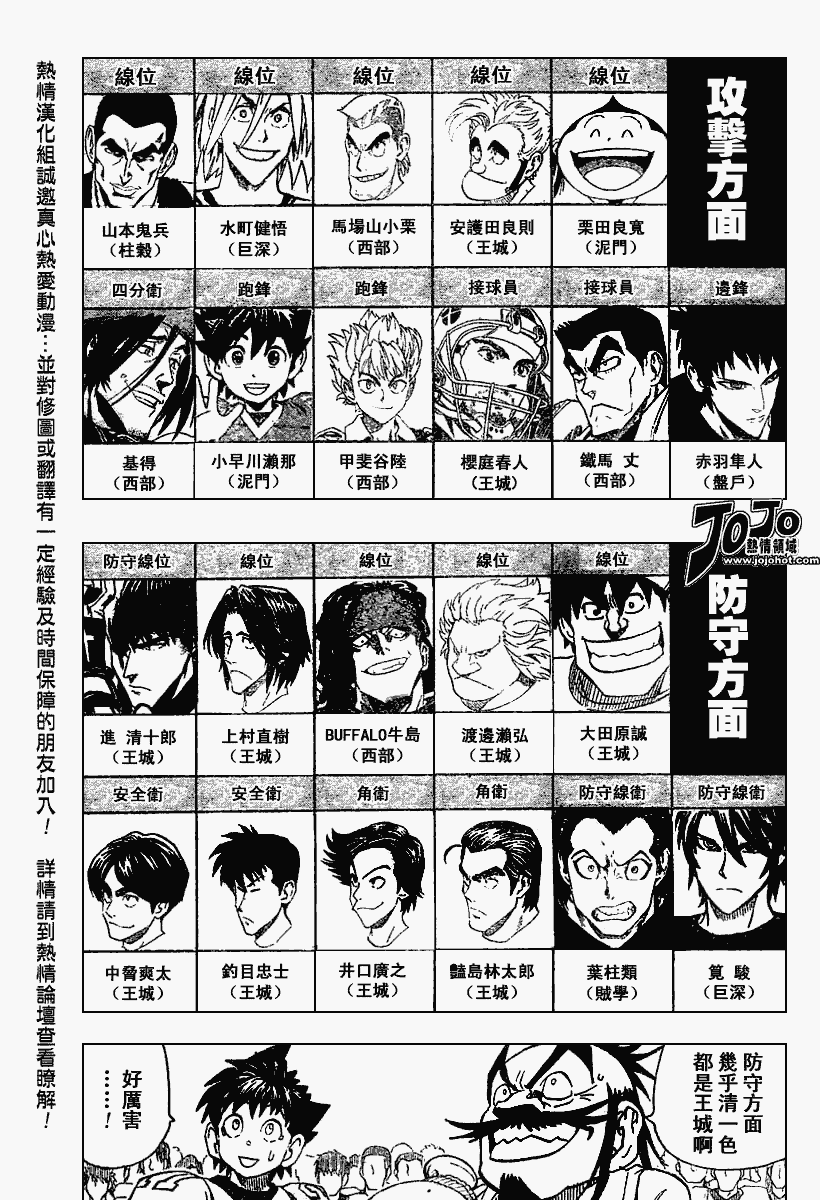 攻擊方面
線位
線位
線位
線位
線位
栗田良寬
（泥門）
安護田良則
（王城）
馬場山小栗
（西部）
水町健悟
（巨深）
山本鬼兵
（柱穀）
邊鋒
接球員
接球員
跑鋒
跑鋒
四分衛
赤羽隼人
（盤戶）
鐵馬 丈
（西部）
櫻庭春人
（王城）
甲斐谷陸
（西部）
小早川瀨那
（泥門）
基得
（西部）
JOJO
熱情領域
www.jojohot.com
防守方面
線位
線位
線位
線位
防守線位
大田原誠
（王城）
渡邊瀨弘
（王城）
BUFFALO牛島
（西部）
上村直樹
（王城）
進 清十郎
（王城）
防守線衛
防守線衛
角衛
角衛
安全衛
安全衛
筧 駿
（巨深）
葉柱類
（賊學）
豔島林太郎
（王城）
井口廣之
（王城）
釣目忠士
（王城）
中脅爽太
（王城）
防守方面
幾乎清一色
都是王城啊
好厲害
……！
熱情漢化組誠邀真心熱愛動漫…並對修圖或翻譯有一定經驗及時間保障的朋友加入！ 詳情請到熱情論壇查看瞭解！